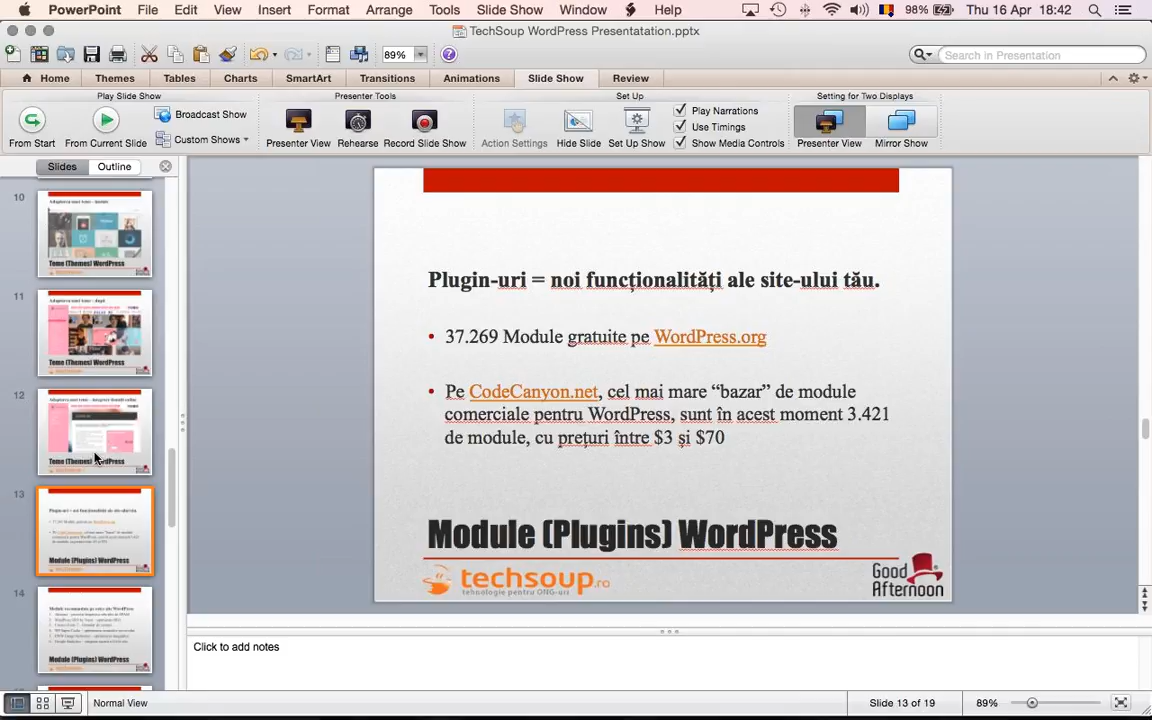 PowerPoint File Edit View Insert Format Arrange Tools Slide Show Window Help 98% Thu 16 Apr 18:42
TechSoup WordPress Presentatation.pptx
89% Search in Presentation
Home Themes Tables Charts SmartArt Transitions Animations Slide Show Review
Play Slide Show Presenter Tools Set Up Setting for Two Displays
From Start From Current Slide Broadcast Show Custom Shows Presenter View Rehearse Record Slide Show Action Settings Hide Slide Set Up Show Play Narrations Use Timings Show Media Controls Presenter View Mirror Show
Slides Outline
10
Teme (Themes) WordPress
11
Teme (Themes) WordPress
12
Teme (Themes) WordPress
13
Module (Plugins) WordPress
14
Module (Plugins) WordPress
Plugin-uri = noi funcționalități ale site-ului tău.
• 37.269 Module gratuite pe WordPress.org
• Pe CodeCanyon.net, cel mai mare “bazar” de module
comerciale pentru WordPress, sunt în acest moment 3.421
de module, cu prețuri între $3 și $70
Module (Plugins) WordPress
techsoup.ro
tehnologie pentru ONG-uri
Good
Afternoon
Click to add notes
Normal View Slide 13 of 19 89%